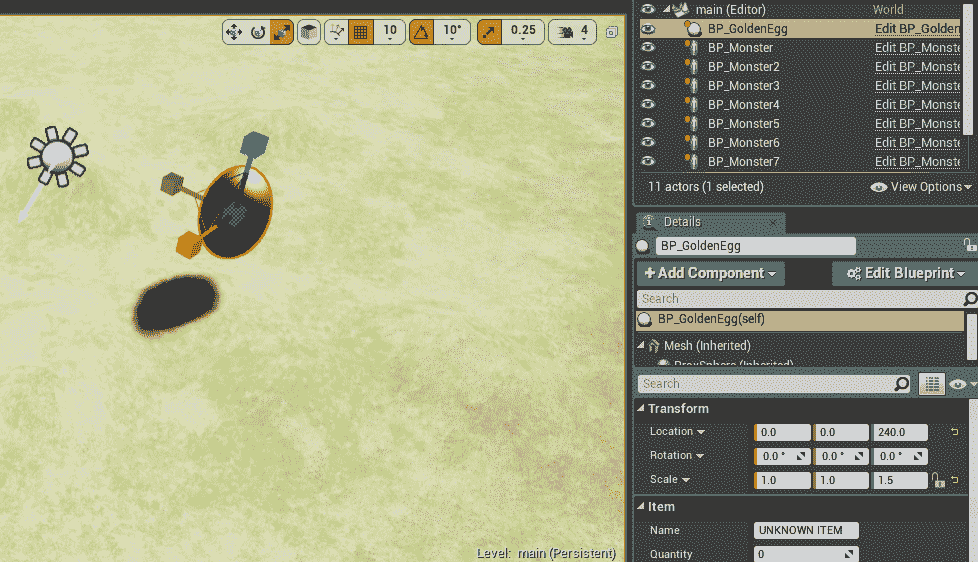 10 10° 0.25 4
main (Editor) World
BP_GoldenEgg Edit BP_Golden
BP_Monster Edit BP_Monste
BP_Monster2 Edit BP_Monste
BP_Monster3 Edit BP_Monste
BP_Monster4 Edit BP_Monste
BP_Monster5 Edit BP_Monste
BP_Monster6 Edit BP_Monste
BP_Monster7 Edit BP_Monste
11 actors (1 selected) View Options
Details
BP_GoldenEgg
+Add Component Edit Blueprint
Search
BP_GoldenEgg(self)
Mesh (Inherited)
Search
Transform
Location 0.0 0.0 240.0
Rotation 0.0 ° 0.0 ° 0.0 °
Scale 1.0 1.0 1.5
Item
Name UNKNOWN ITEM
Quantity 0
Level: main (Persistent)